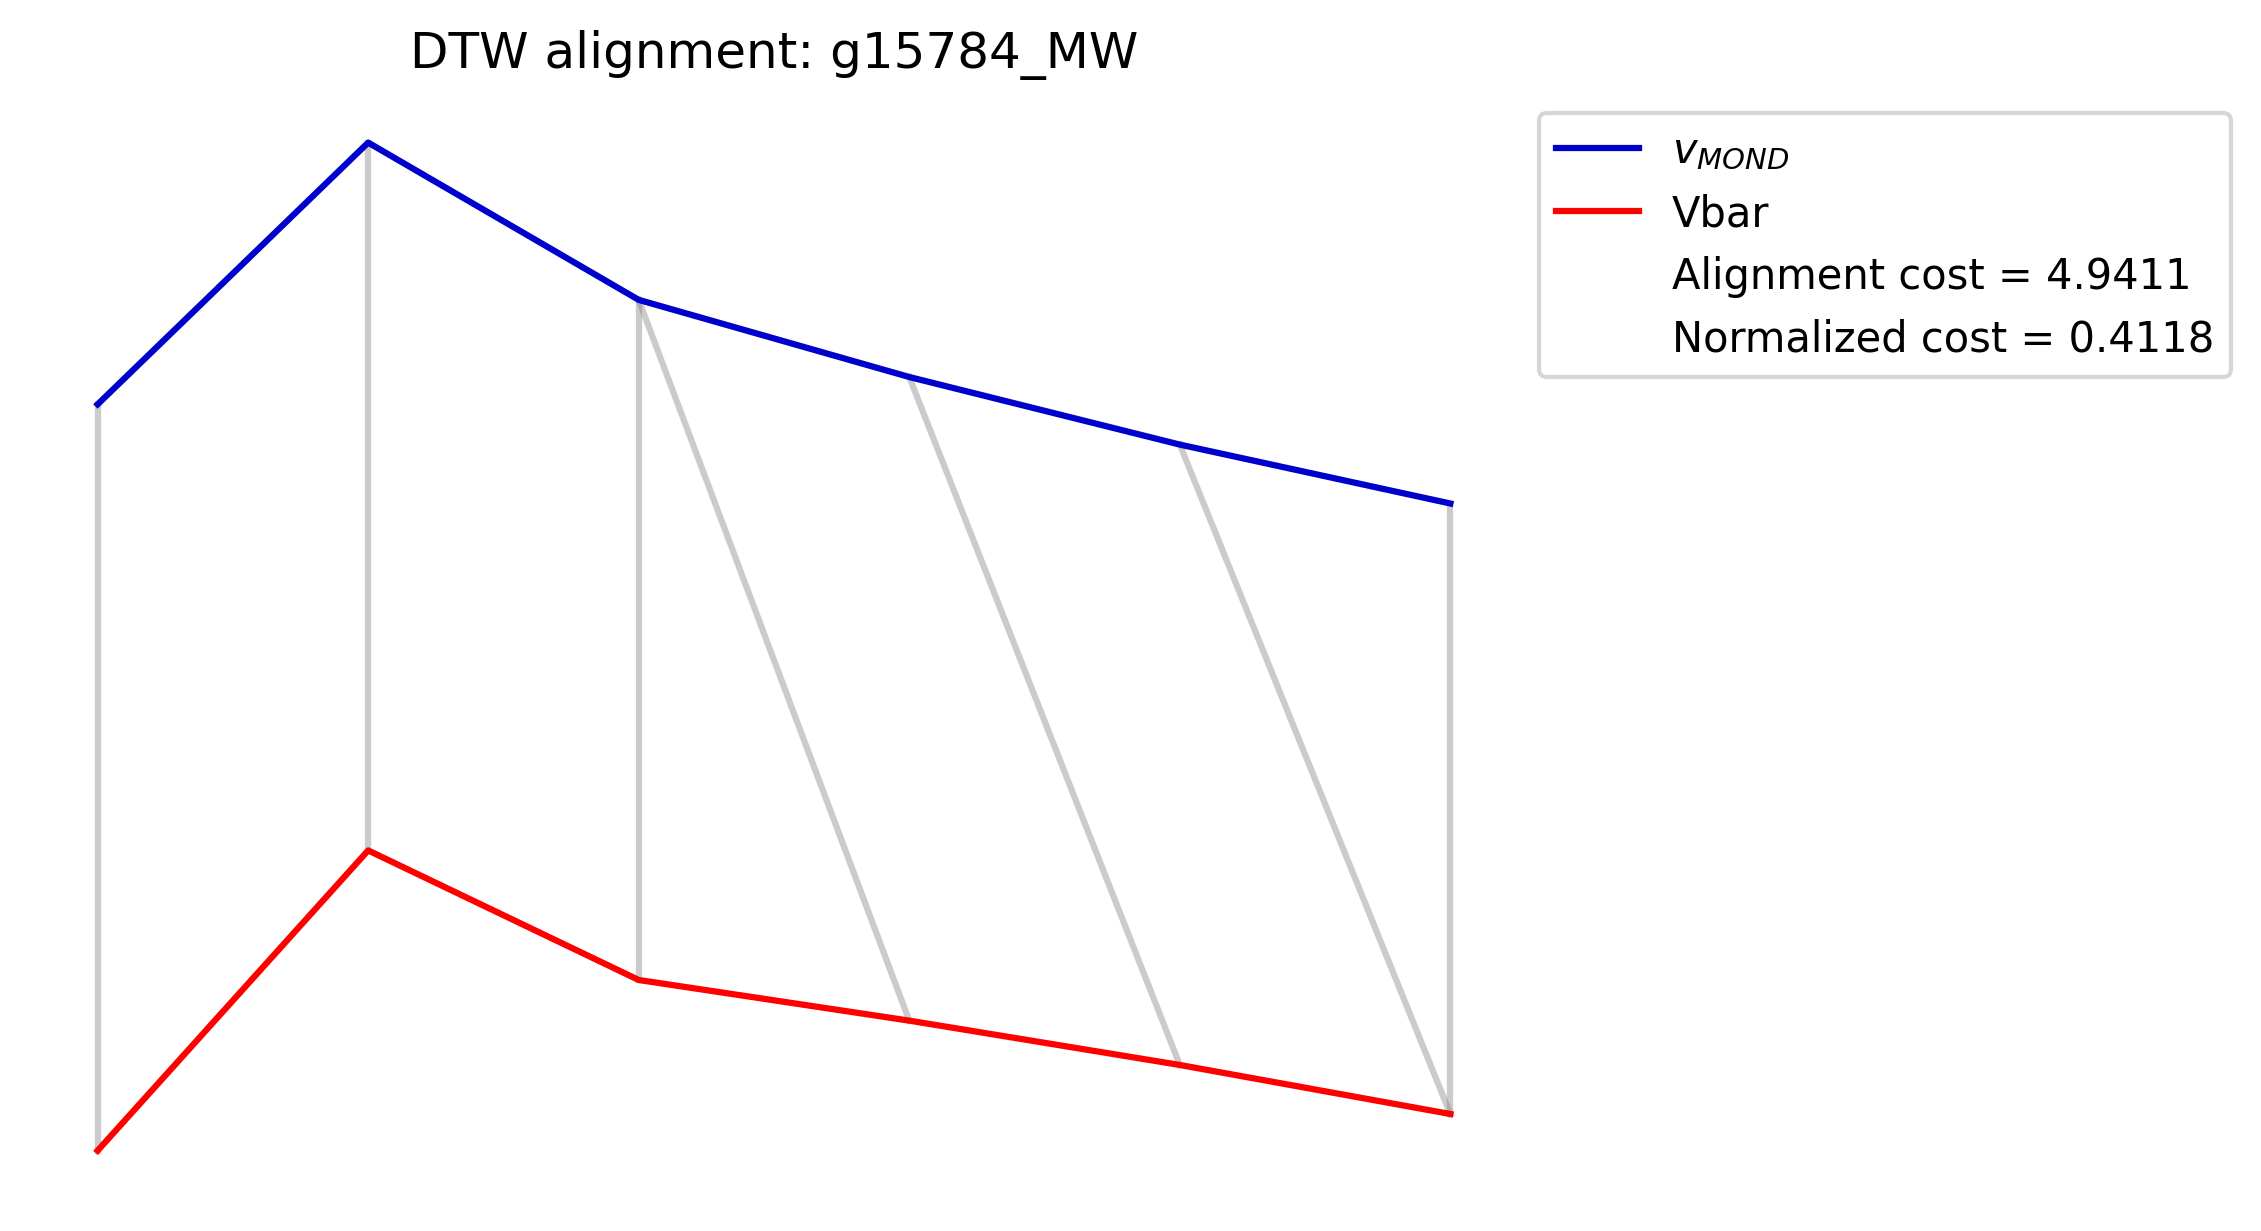 DTW alignment: g15784_MW
v_MOND
Vbar
Alignment cost = 4.9411
Normalized cost = 0.4118